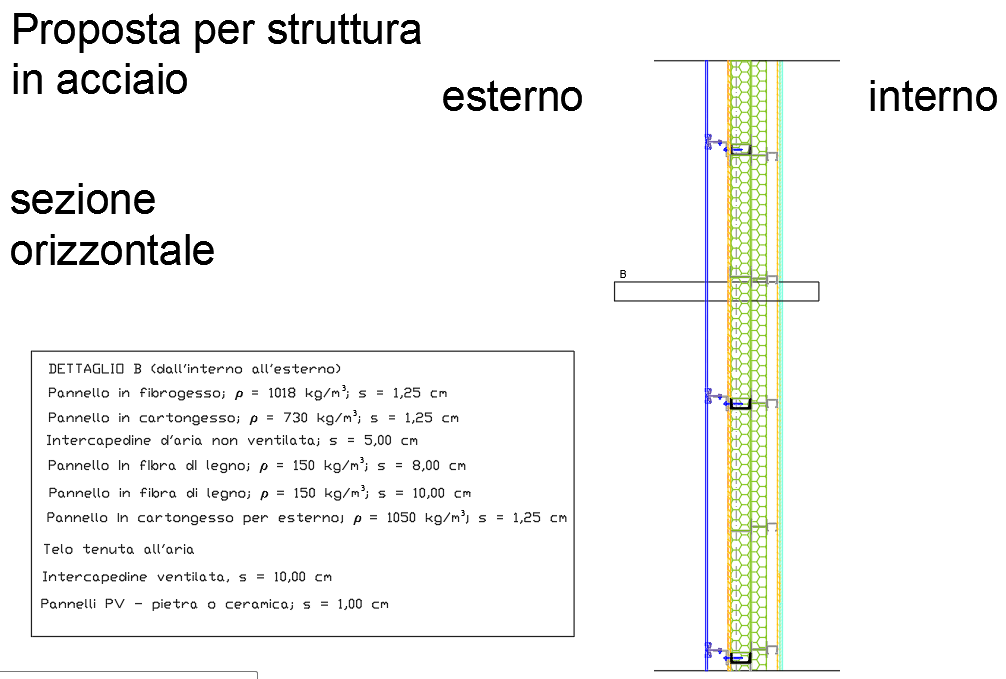 Proposta per struttura
in acciaio
esterno
interno
sezione
orizzontale
B
DETTAGLIO B (dall'interno all'esterno)
Pannello in fibrogesso; ρ = 1018 kg/m³; s = 1,25 cm
Pannello in cartongesso; ρ = 730 kg/m³; s = 1,25 cm
Intercapedine d'aria non ventilata; s = 5,00 cm
Pannello in fibra di legno; ρ = 150 kg/m³; s = 8,00 cm
Pannello in fibra di legno; ρ = 150 kg/m³; s = 10,00 cm
Pannello in cartongesso per esterno; ρ = 1050 kg/m³; s = 1,25 cm
Telo tenuta all'aria
Intercapedine ventilata, s = 10,00 cm
Pannelli PV - pietra o ceramica; s = 1,00 cm